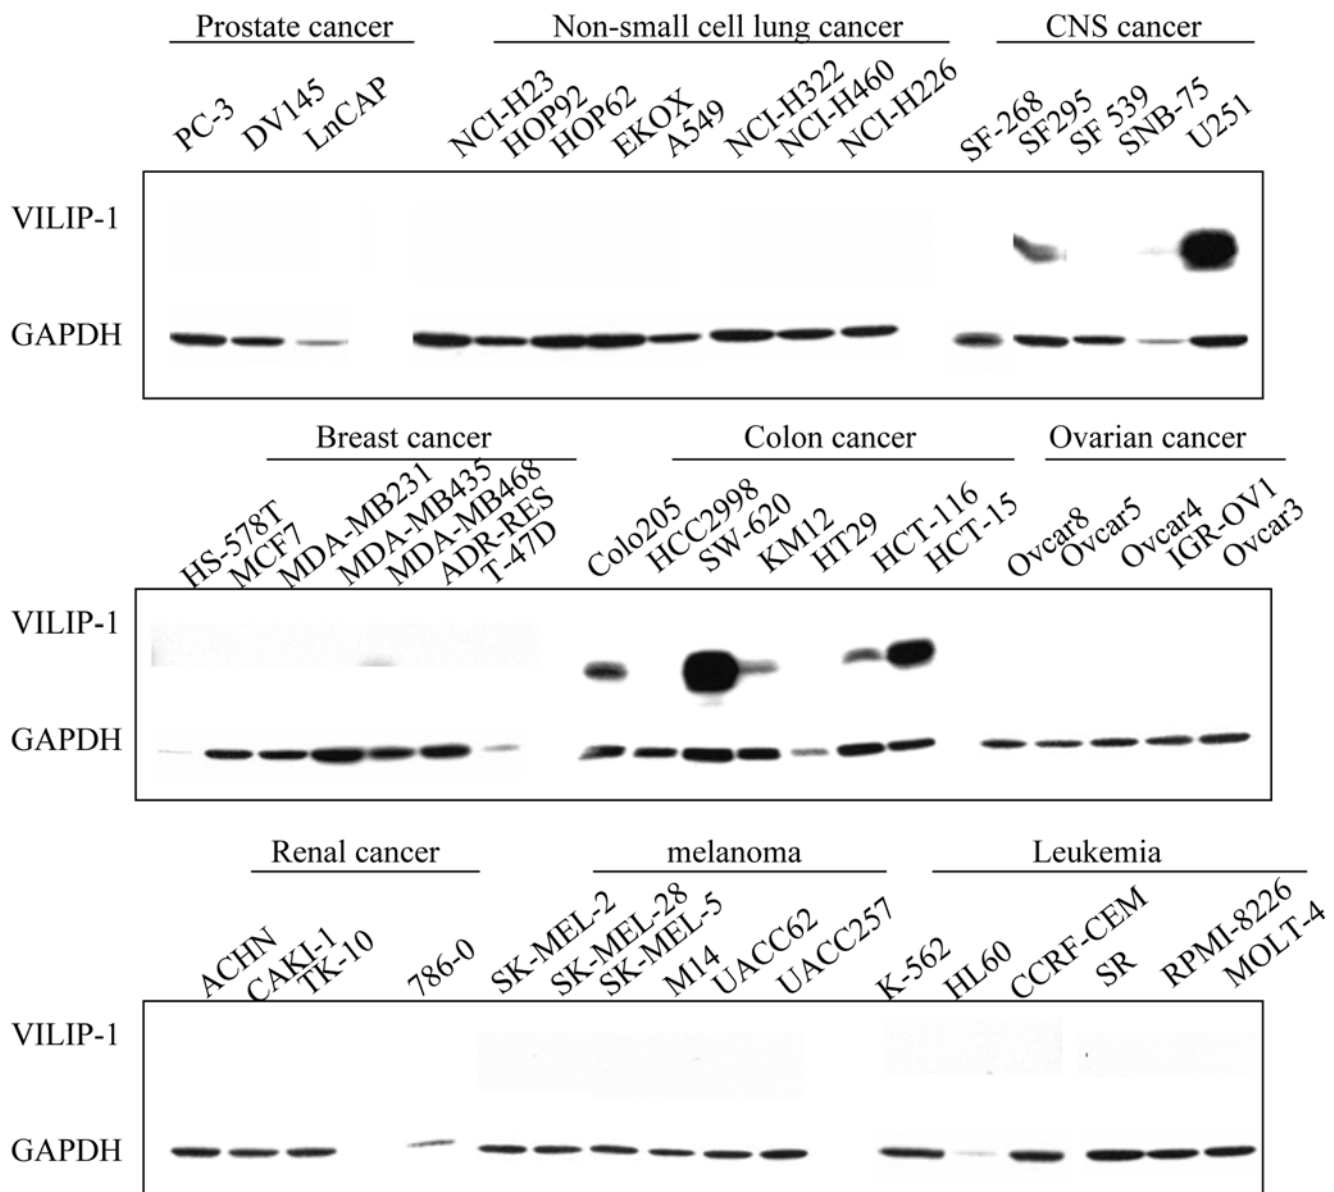 Prostate cancer Non-small cell lung cancer CNS cancer
PC-3 DV145 LnCAP NCI-H23 HOP92 HOP62 EKOX A549 NCI-H322 NCI-H460 NCI-H226 SF-268 SF295 SF 539 SNB-75 U251
VILIP-1
GAPDH
Breast cancer Colon cancer Ovarian cancer
HS-578T MCF7 MDA-MB231 MDA-MB435 MDA-MB468 ADR-RES T-47D Colo205 HCC2998 SW-620 KM12 HT29 HCT-116 HCT-15 Ovcar8 Ovcar5 Ovcar4 IGR-OV1 Ovcar3
VILIP-1
GAPDH
Renal cancer melanoma Leukemia
ACHN CAKI-1 TK-10 786-0 SK-MEL-2 SK-MEL-28 SK-MEL-5 M14 UACC62 UACC257 K-562 HL60 CCRF-CEM SR RPMI-8226 MOLT-4
VILIP-1
GAPDH